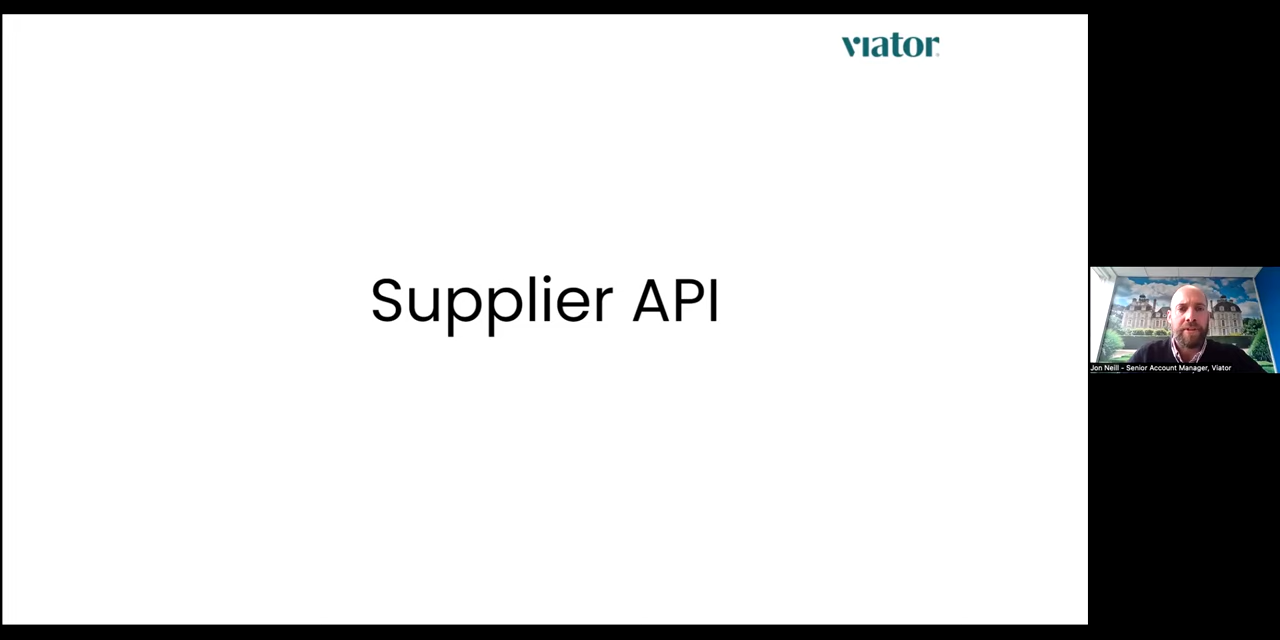 viator
Supplier API
Jon Neill - Senior Account Manager, Viator